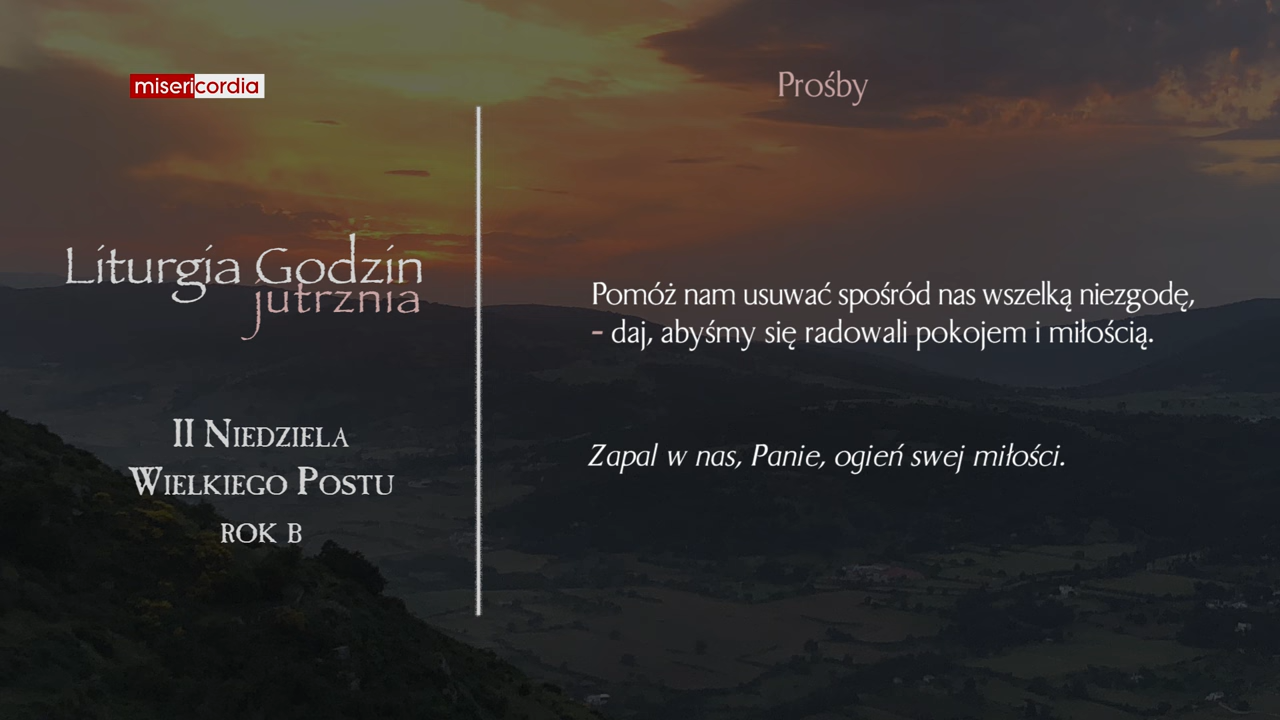 misericordia
Liturgia Godzin
jutrznia
II Niedziela
Wielkiego Postu
rok b
Prośby
Pomóż nam usuwać spośród nas wszelką niezgodę,
- daj, abyśmy się radowali pokojem i miłością.
Zapal w nas, Panie, ogień swej miłości.